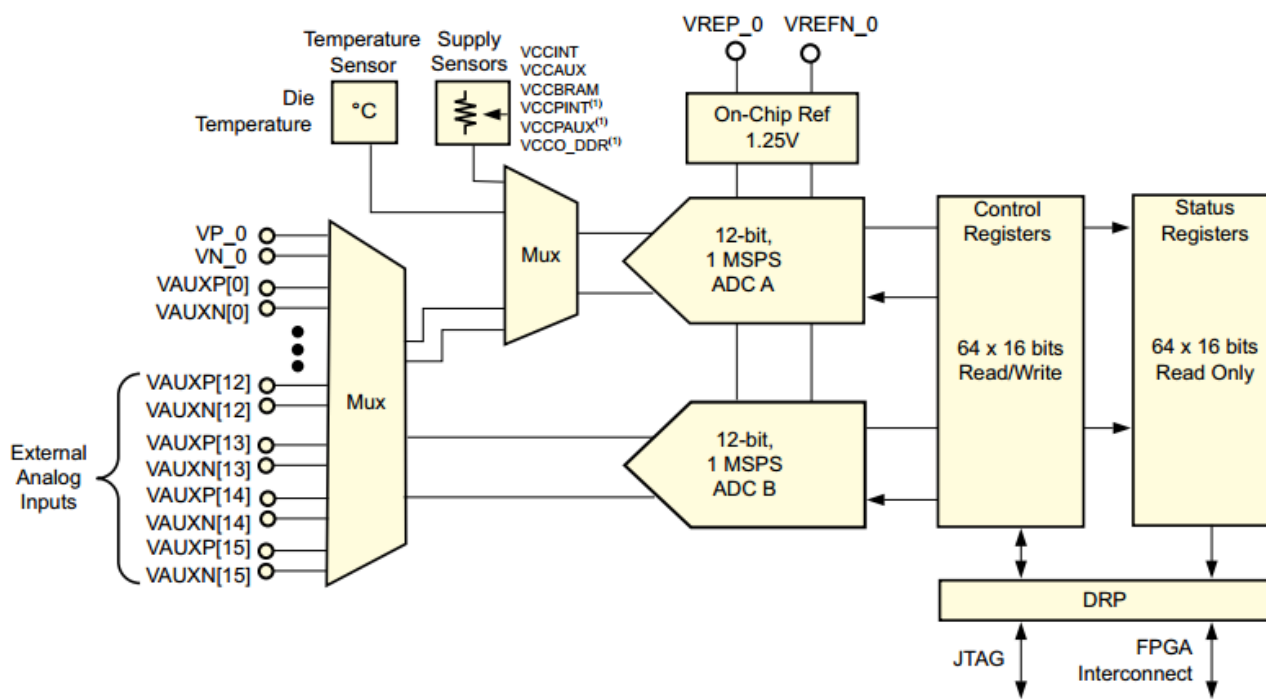 Temperature
Sensor
Supply
Sensors
VCCINT
VCCAUX
VCCBRAM
VCCPINT(1)
VCCPAUX(1)
VCCO_DDR(1)
VREP_0
VREFN_0
Die
Temperature
°C
On-Chip Ref
1.25V
VP_0
VN_0
VAUXP[0]
VAUXN[0]
VAUXP[12]
VAUXN[12]
VAUXP[13]
VAUXN[13]
VAUXP[14]
VAUXN[14]
VAUXP[15]
VAUXN[15]
External
Analog
Inputs
Mux
Mux
12-bit,
1 MSPS
ADC A
12-bit,
1 MSPS
ADC B
Control
Registers
64 x 16 bits
Read/Write
Status
Registers
64 x 16 bits
Read Only
DRP
JTAG
FPGA
Interconnect